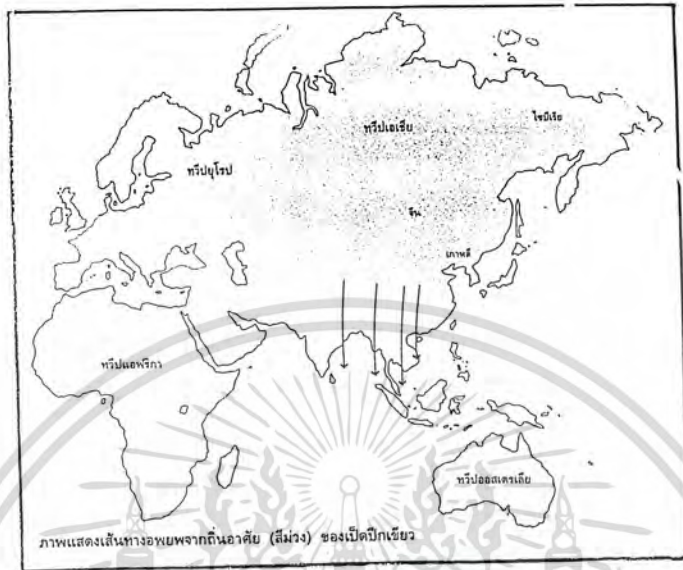 ทวีปเอเชีย
ไซบีเรีย
ทวีปยุโรป
จีน
เกาหลี
ทวีปแอฟริกา
ทวีปออสเตรเลีย
ภาพแสดงเส้นทางอพยพจากถิ่นอาศัย (สีม่วง) ของเป็ดปีกเขียว